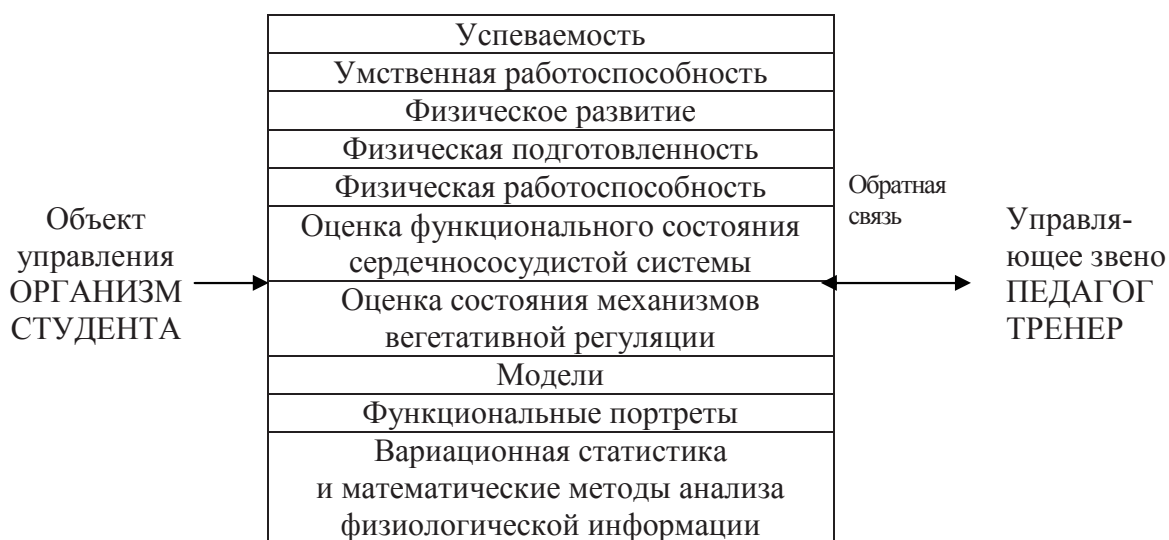 Успеваемость
Умственная работоспособность
Физическое развитие
Физическая подготовленность
Физическая работоспособность
Оценка функционального состояния
сердечнососудистой системы
Оценка состояния механизмов
вегетативной регуляции
Модели
Функциональные портреты
Вариационная статистика
и математические методы анализа
физиологической информации
Объект
управления
ОРГАНИЗМ
СТУДЕНТА
Обратная
связь
Управля-
ющее звено
ПЕДАГОГ
ТРЕНЕР